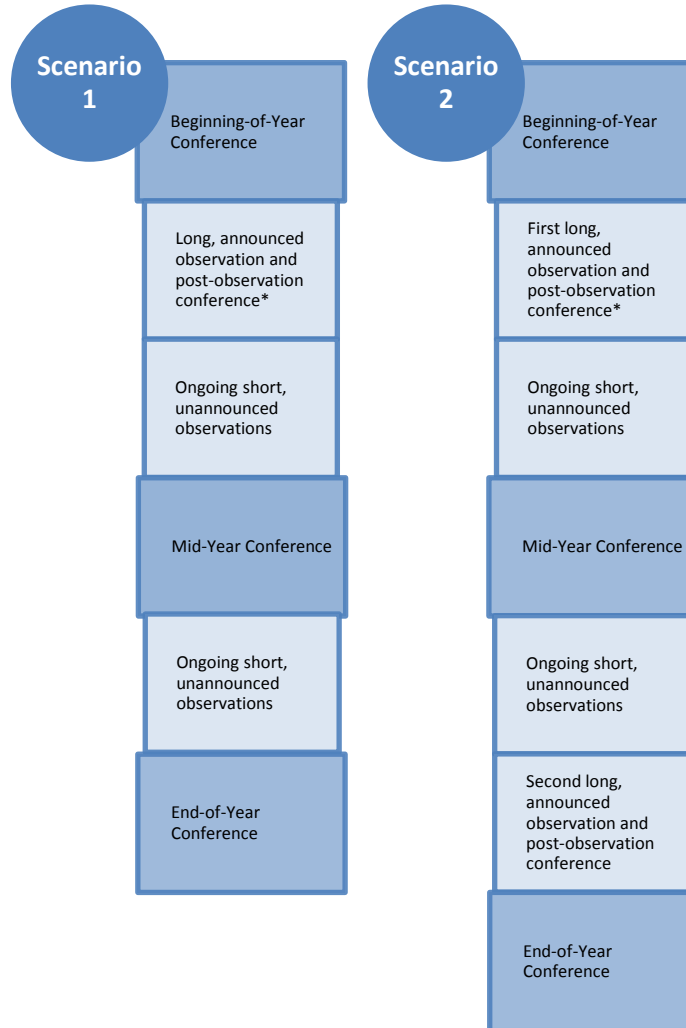 Scenario
1
Beginning-of-Year
Conference
Long, announced
observation and
post-observation
conference*
Ongoing short,
unannounced
observations
Mid-Year Conference
Ongoing short,
unannounced
observations
End-of-Year
Conference
Scenario
2
Beginning-of-Year
Conference
First long,
announced
observation and
post-observation
conference*
Ongoing short,
unannounced
observations
Mid-Year Conference
Ongoing short,
unannounced
observations
Second long,
announced
observation and
post-observation
conference
End-of-Year
Conference